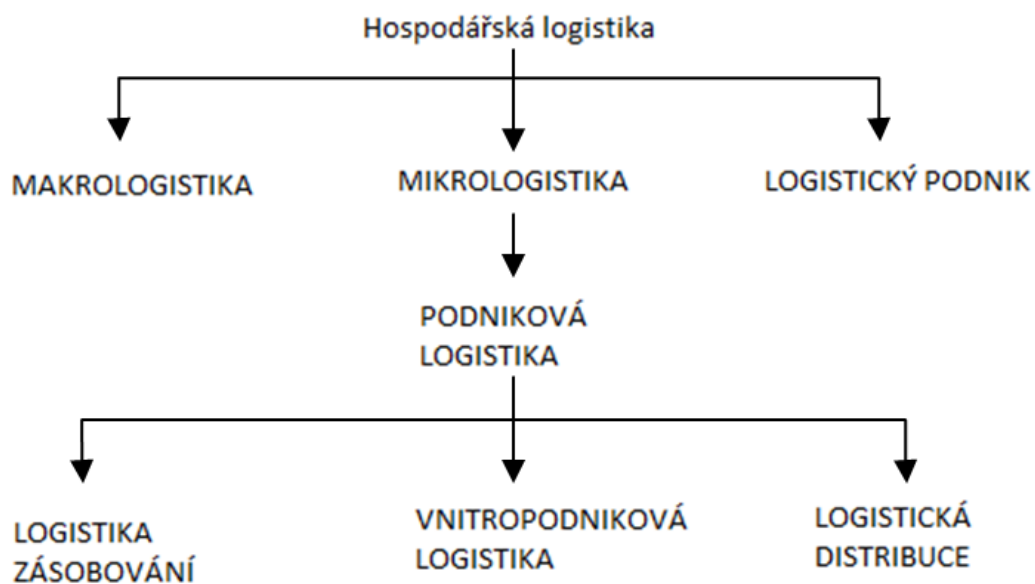 Hospodářská logistika
MAKROLOGISTIKA
MIKROLOGISTIKA
LOGISTICKÝ PODNIK
PODNIKOVÁ
LOGISTIKA
LOGISTIKA
ZÁSOBOVÁNÍ
VNITROPODNIKOVÁ
LOGISTIKA
LOGISTICKÁ
DISTRIBUCE